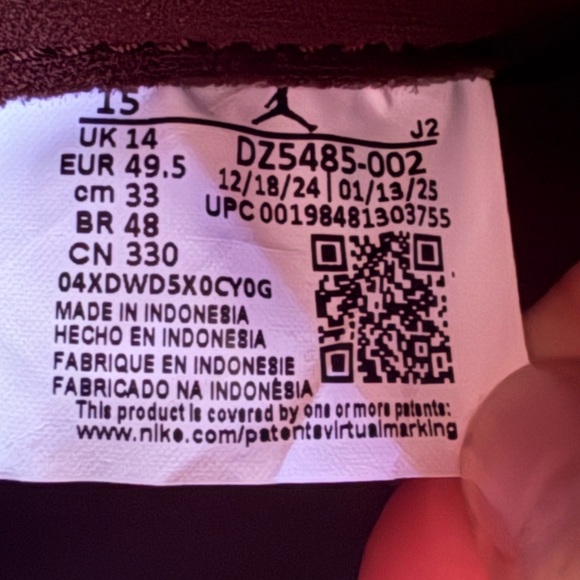 15
J2
UK 14
DZ5485-002
EUR 49.5
12/18/24 01/13/25
cm 33
UPC 00198481303755
BR 48
CN 330
04XDWD5X0CY0G
MADE IN INDONESIA
HECHO EN INDONESIA
FABRIQUE EN INDONESIE
FABRICADO NA INDONÉSIA
This product is covered by one or more patents:
www.nike.com/patentsvirtualmarking